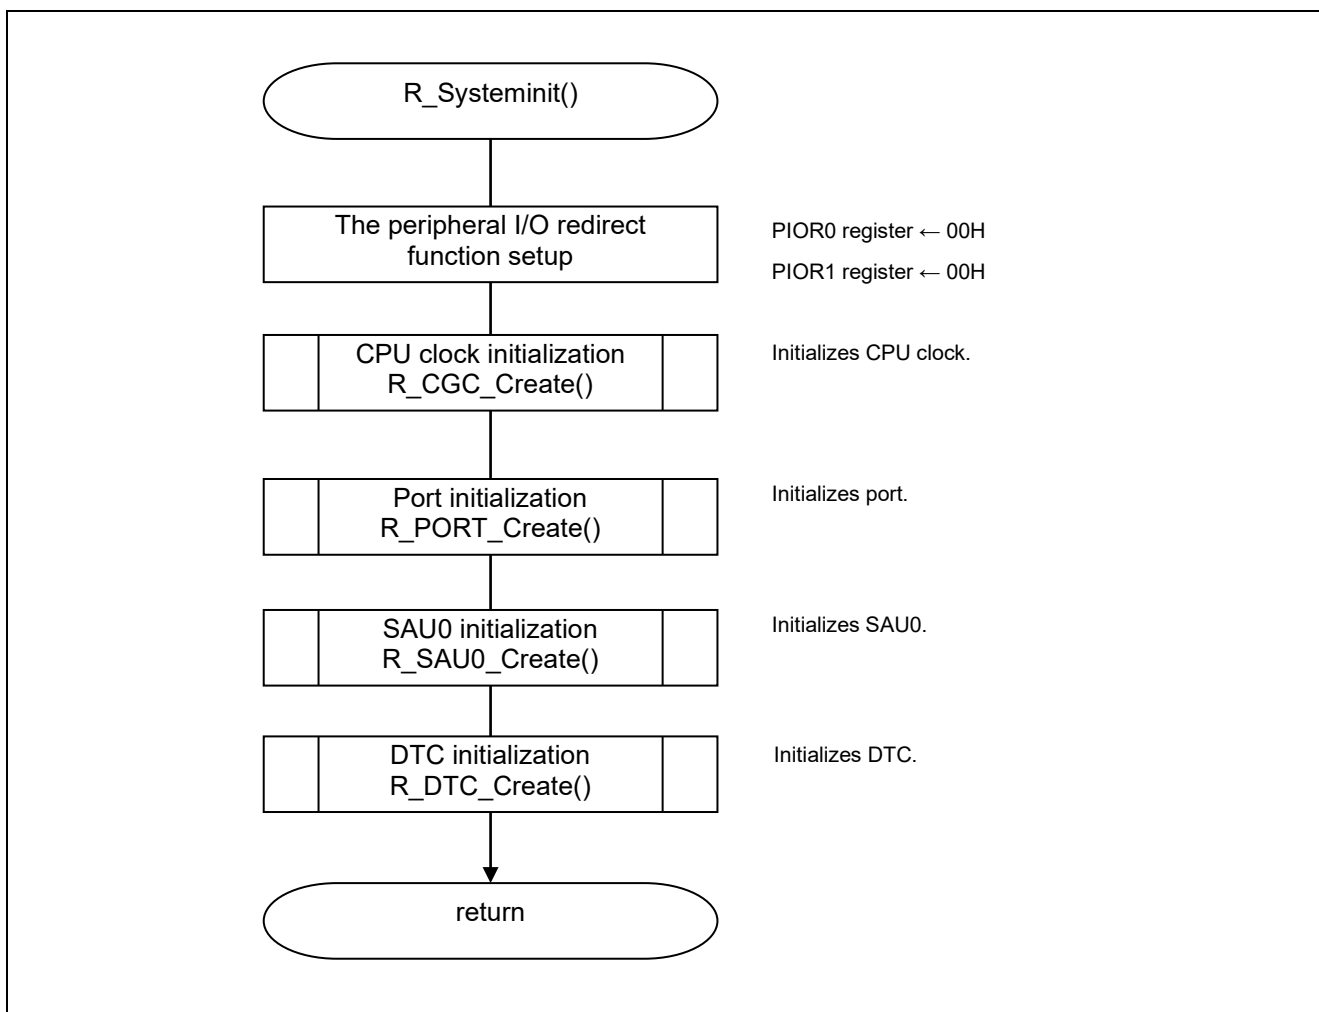 R_Systeminit()
The peripheral I/O redirect
function setup
PIOR0 register ← 00H
PIOR1 register ← 00H
CPU clock initialization
R_CGC_Create()
Initializes CPU clock.
Port initialization
R_PORT_Create()
Initializes port.
SAU0 initialization
R_SAU0_Create()
Initializes SAU0.
DTC initialization
R_DTC_Create()
Initializes DTC.
return